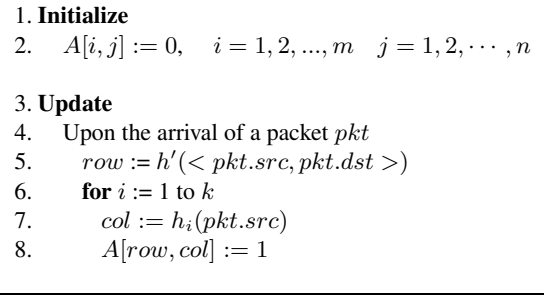 1. Initialize
2. A[i, j] := 0, i = 1, 2, ..., m j = 1, 2, ⋯ , n
3. Update
4. Upon the arrival of a packet pkt
5. row := h′(< pkt.src, pkt.dst >)
6. for i := 1 to k
7. col := hᵢ(pkt.src)
8. A[row, col] := 1